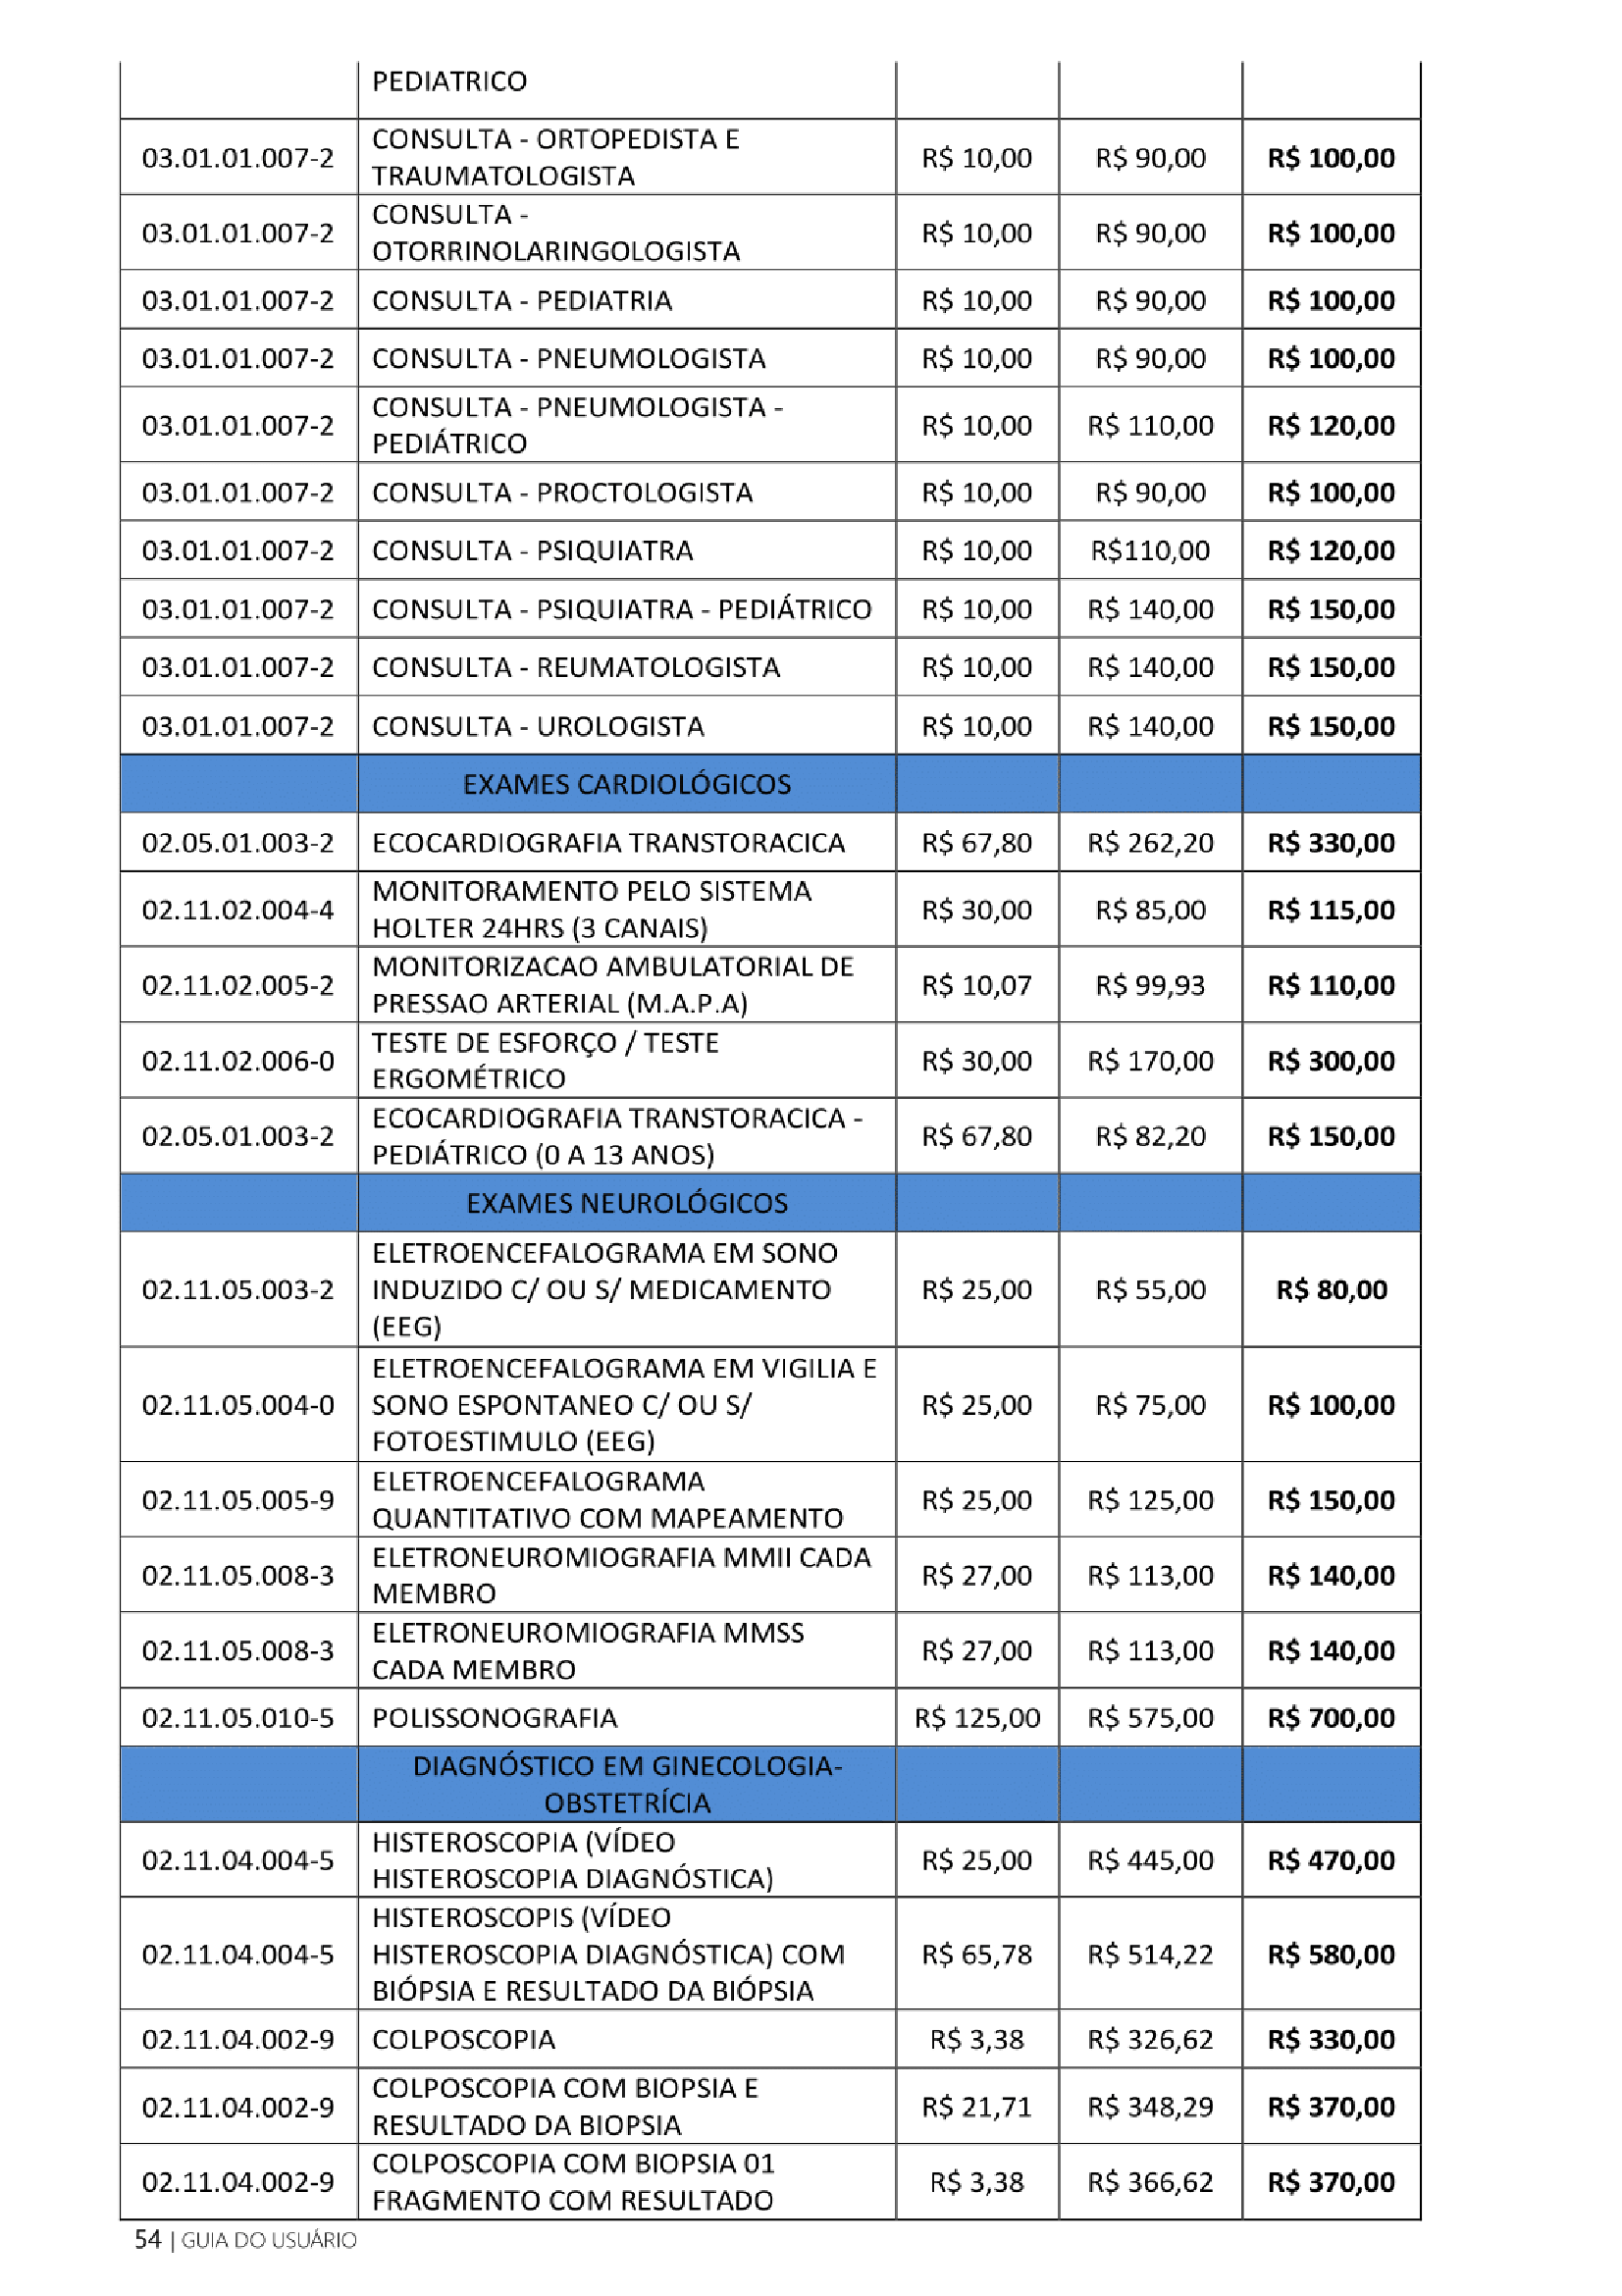 PEDIATRICO
03.01.01.007-2 CONSULTA - ORTOPEDISTA E TRAUMATOLOGISTA R$ 10,00 R$ 90,00 R$ 100,00
03.01.01.007-2 CONSULTA - OTORRINOLARINGOLOGISTA R$ 10,00 R$ 90,00 R$ 100,00
03.01.01.007-2 CONSULTA - PEDIATRIA R$ 10,00 R$ 90,00 R$ 100,00
03.01.01.007-2 CONSULTA - PNEUMOLOGISTA R$ 10,00 R$ 90,00 R$ 100,00
03.01.01.007-2 CONSULTA - PNEUMOLOGISTA - PEDIÁTRICO R$ 10,00 R$ 110,00 R$ 120,00
03.01.01.007-2 CONSULTA - PROCTOLOGISTA R$ 10,00 R$ 90,00 R$ 100,00
03.01.01.007-2 CONSULTA - PSIQUIATRA R$ 10,00 R$110,00 R$ 120,00
03.01.01.007-2 CONSULTA - PSIQUIATRA - PEDIÁTRICO R$ 10,00 R$ 140,00 R$ 150,00
03.01.01.007-2 CONSULTA - REUMATOLOGISTA R$ 10,00 R$ 140,00 R$ 150,00
03.01.01.007-2 CONSULTA - UROLOGISTA R$ 10,00 R$ 140,00 R$ 150,00
EXAMES CARDIOLÓGICOS
02.05.01.003-2 ECOCARDIOGRAFIA TRANSTORACICA R$ 67,80 R$ 262,20 R$ 330,00
02.11.02.004-4 MONITORAMENTO PELO SISTEMA HOLTER 24HRS (3 CANAIS) R$ 30,00 R$ 85,00 R$ 115,00
02.11.02.005-2 MONITORIZACAO AMBULATORIAL DE PRESSAO ARTERIAL (M.A.P.A) R$ 10,07 R$ 99,93 R$ 110,00
02.11.02.006-0 TESTE DE ESFORÇO / TESTE ERGOMÉTRICO R$ 30,00 R$ 170,00 R$ 300,00
02.05.01.003-2 ECOCARDIOGRAFIA TRANSTORACICA - PEDIÁTRICO (0 A 13 ANOS) R$ 67,80 R$ 82,20 R$ 150,00
EXAMES NEUROLÓGICOS
02.11.05.003-2 ELETROENCEFALOGRAMA EM SONO INDUZIDO C/ OU S/ MEDICAMENTO (EEG) R$ 25,00 R$ 55,00 R$ 80,00
02.11.05.004-0 ELETROENCEFALOGRAMA EM VIGILIA E SONO ESPONTANEO C/ OU S/ FOTOESTIMULO (EEG) R$ 25,00 R$ 75,00 R$ 100,00
02.11.05.005-9 ELETROENCEFALOGRAMA QUANTITATIVO COM MAPEAMENTO R$ 25,00 R$ 125,00 R$ 150,00
02.11.05.008-3 ELETRONEUROMIOGRAFIA MMII CADA MEMBRO R$ 27,00 R$ 113,00 R$ 140,00
02.11.05.008-3 ELETRONEUROMIOGRAFIA MMSS CADA MEMBRO R$ 27,00 R$ 113,00 R$ 140,00
02.11.05.010-5 POLISSONOGRAFIA R$ 125,00 R$ 575,00 R$ 700,00
DIAGNÓSTICO EM GINECOLOGIA-
OBSTETRÍCIA
02.11.04.004-5 HISTEROSCOPIA (VÍDEO HISTEROSCOPIA DIAGNÓSTICA) R$ 25,00 R$ 445,00 R$ 470,00
02.11.04.004-5 HISTEROSCOPIS (VÍDEO HISTEROSCOPIA DIAGNÓSTICA) COM BIÓPSIA E RESULTADO DA BIÓPSIA R$ 65,78 R$ 514,22 R$ 580,00
02.11.04.002-9 COLPOSCOPIA R$ 3,38 R$ 326,62 R$ 330,00
02.11.04.002-9 COLPOSCOPIA COM BIOPSIA E RESULTADO DA BIOPSIA R$ 21,71 R$ 348,29 R$ 370,00
02.11.04.002-9 COLPOSCOPIA COM BIOPSIA 01 FRAGMENTO COM RESULTADO R$ 3,38 R$ 366,62 R$ 370,00
54 | GUIA DO USUÁRIO